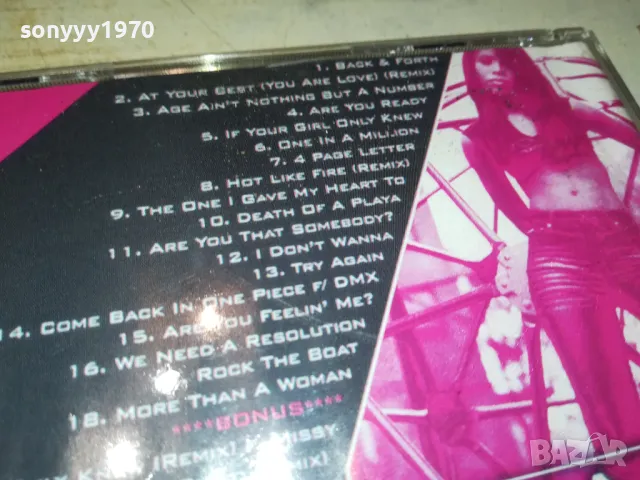 sonyyy1970
1. Back & Forth
2. At Your Best (You Are Love) (Remix)
3. Age Ain't Nothing But A Number
4. Are You Ready
5. If Your Girl Only Knew
6. One In A Million
7. 4 Page Letter
8. Hot Like Fire (Remix)
9. The One I Gave My Heart To
10. Death Of A Playa
11. Are You That Somebody?
12. I Don't Wanna
13. Try Again
14. Come Back In One Piece F/ DMX
15. Are You Feelin' Me?
16. We Need A Resolution
Rock The Boat
18. More Than A Woman
****BONUS****
(Remix) Missy
BAZAR
bg